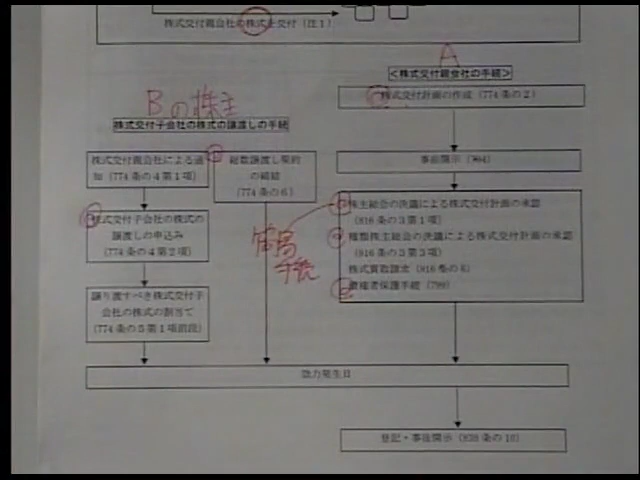 株式交付親会社の株式を交付(注1)
A
<株式交付親会社の手続>
株式交付計画の作成(774条の2)
Bの株主
株式交付子会社の株式の譲渡しの手続
株式交付親会社による通
知(774条の4第1項)
総数譲渡し契約
の締結
(774条の6)
事前開示
株式交付子会社の株式の
譲渡しの申込み
(774条の4第2項)
株主総会の決議による株式交付計画の承認
(816条の3第1項)
種類株主総会の決議による株式交付計画の承認
(816条の3第3項)
株式買取請求(816条の6)
債権者保護手続
手続
譲り渡すべき株式交付子
会社の株式の割当て
(774条の5第1項前段)
効力発生日
登記・事後開示